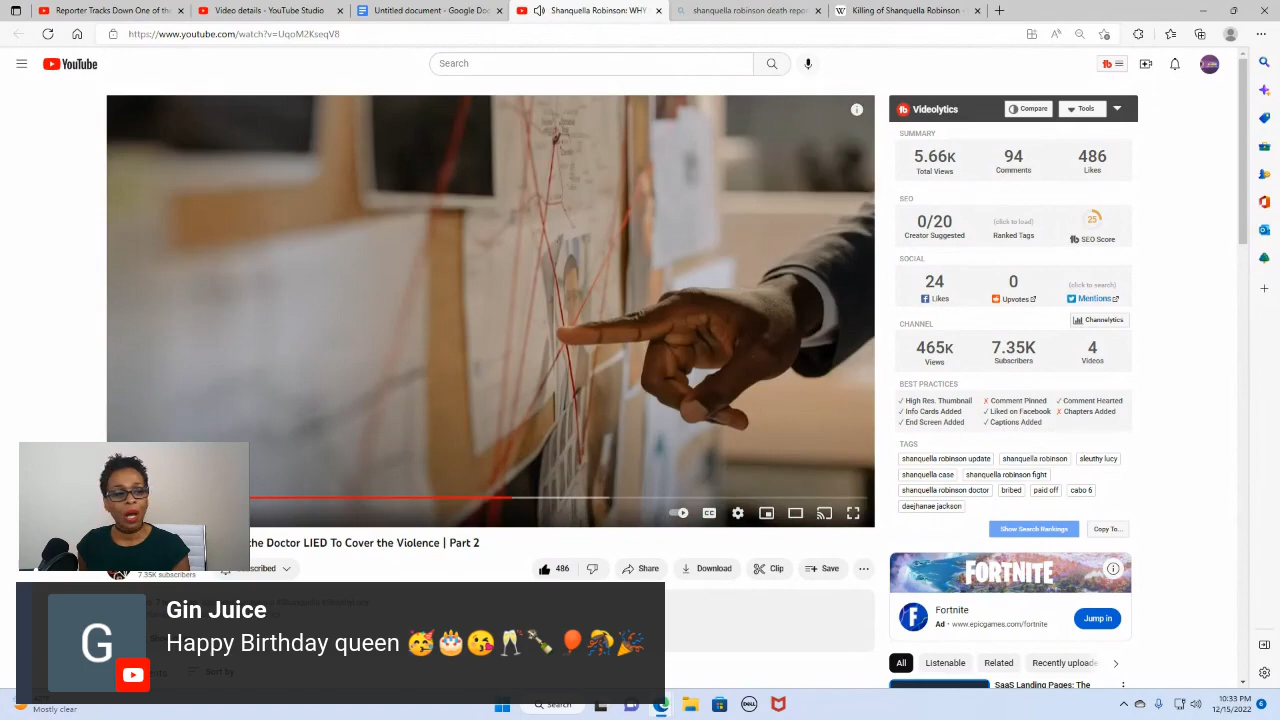 Reporter Tracks Down the Do
Untitled video - YouTube Studio
Untitled document - Google Do
Shanquella Robinson: WHY
shanquella robinson death repo
Killing of Shanquella Robinson -
https://www.youtube.com/watch?v=UqoM2KseqV8
YouTube
Search
Videolytics
Compare
Tools
SUMMARY
5.66K
94
486
Total Views
Comments
Likes
SEO
0/20
(click to load)
25
Creator Suggested
Ranked Tags
SEO Score
SOCIAL
24
0
(click to search)
Likes
Upvotes
Mentions
CHANNEL
Channelytics
465K
7.35K
4
Views
Subscribers
Videos
BEST PRACTICES
✓ High Res. Thumbnail
✗ Comment Pinned
✓ Comment Hearted
✓ Info Cards Added
✓ Liked on Facebook
✗ Chapters Added
✓ End Screen Added
✓ Captions Added
TAGS
shanquella robinson update
shanquella robinson
sleuthy lucy
shanquella case
shanquella robinson fight
shanquella robinson doctor
bribed
paid off
cabo 6
daejhanae jackson
Show Search Rankings
Copy To...
the Doctor LIED To Cover the Violence | Part 2
7.35K subscribers
scribed
486
Share
Download
Clip
Save
FORTNITE
Fortnite
Ad · www.epicgames.com/fortnite
Jump in
G
Gin Juice
Happy Birthday queen 🥳🎂😘🥂🍾🎈🎊🎉
Sort by
All
Listenable
Related
Recently uploade
SaaS Landing Pages: The
Mostly clear
Search
10:33 PM
12/15/2022